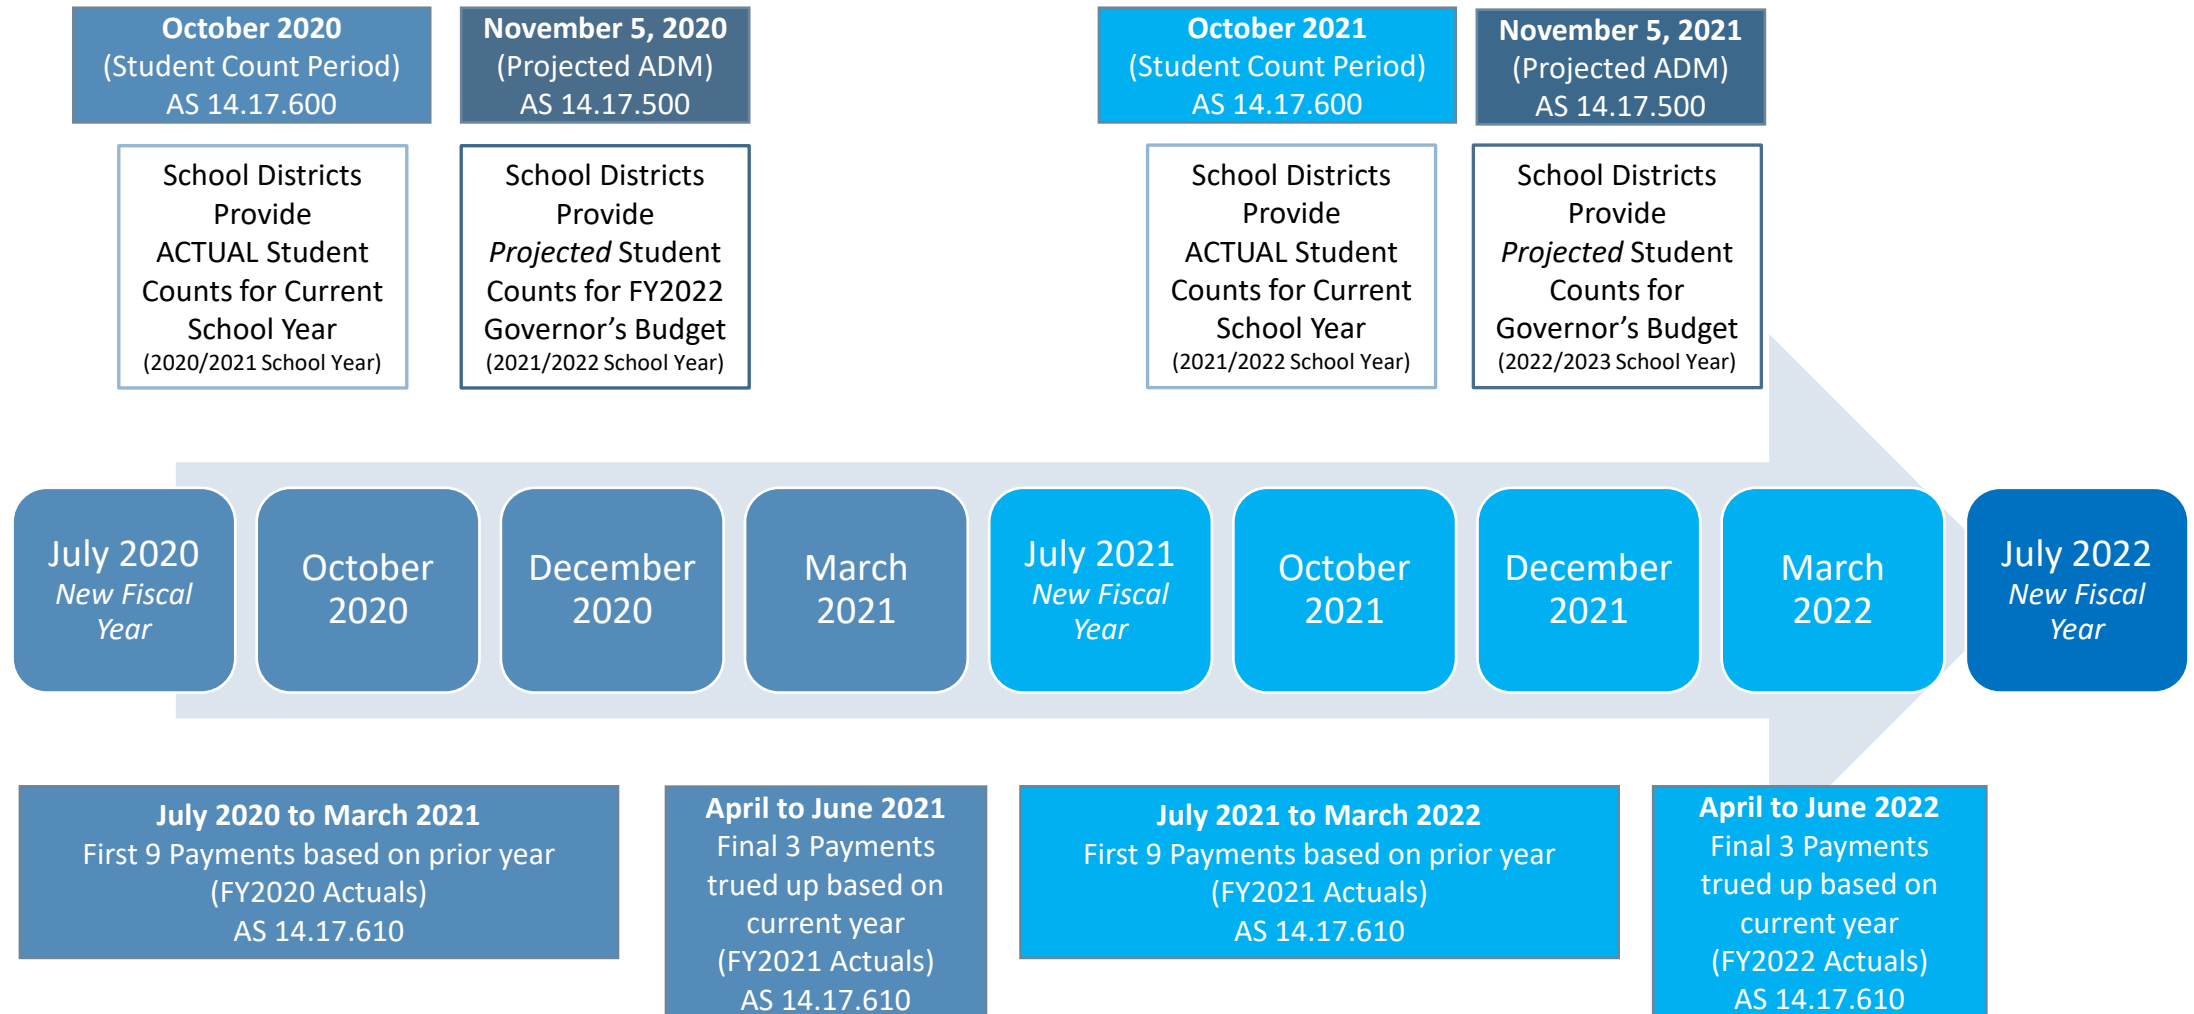 October 2020
(Student Count Period)
AS 14.17.600
November 5, 2020
(Projected ADM)
AS 14.17.500
October 2021
(Student Count Period)
AS 14.17.600
November 5, 2021
(Projected ADM)
AS 14.17.500
School Districts
Provide
ACTUAL Student
Counts for Current
School Year
(2020/2021 School Year)
School Districts
Provide
Projected Student
Counts for FY2022
Governor’s Budget
(2021/2022 School Year)
School Districts
Provide
ACTUAL Student
Counts for Current
School Year
(2021/2022 School Year)
School Districts
Provide
Projected Student
Counts for
Governor’s Budget
(2022/2023 School Year)
July 2020
New Fiscal
Year
October
2020
December
2020
March
2021
July 2021
New Fiscal
Year
October
2021
December
2021
March
2022
July 2022
New Fiscal
Year
July 2020 to March 2021
First 9 Payments based on prior year
(FY2020 Actuals)
AS 14.17.610
April to June 2021
Final 3 Payments
trued up based on
current year
(FY2021 Actuals)
AS 14.17.610
July 2021 to March 2022
First 9 Payments based on prior year
(FY2021 Actuals)
AS 14.17.610
April to June 2022
Final 3 Payments
trued up based on
current year
(FY2022 Actuals)
AS 14.17.610